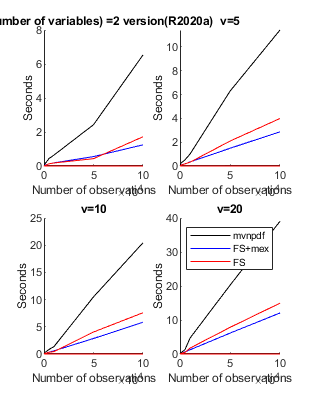 umber of variables) =2 version(R2020a) v=5
8
6
4
2
0
Seconds
0 5 10
Number of observations
10
5
0
Seconds
0 5 10
Number of observations
v=10
25
20
15
10
5
0
Seconds
0 5 10
Number of observations
v=20
40
30
20
10
0
Seconds
mvnpdf
FS+mex
FS
0 5 10
Number of observations